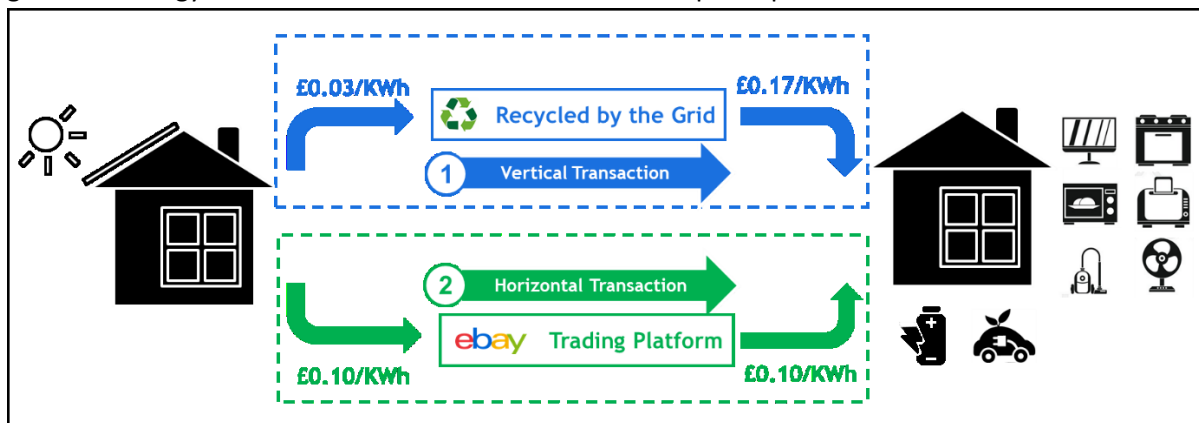 £0.03/KWh
£0.17/KWh
Recycled by the Grid
1
Vertical Transaction
2
Horizontal Transaction
ebay Trading Platform
£0.10/KWh
£0.10/KWh